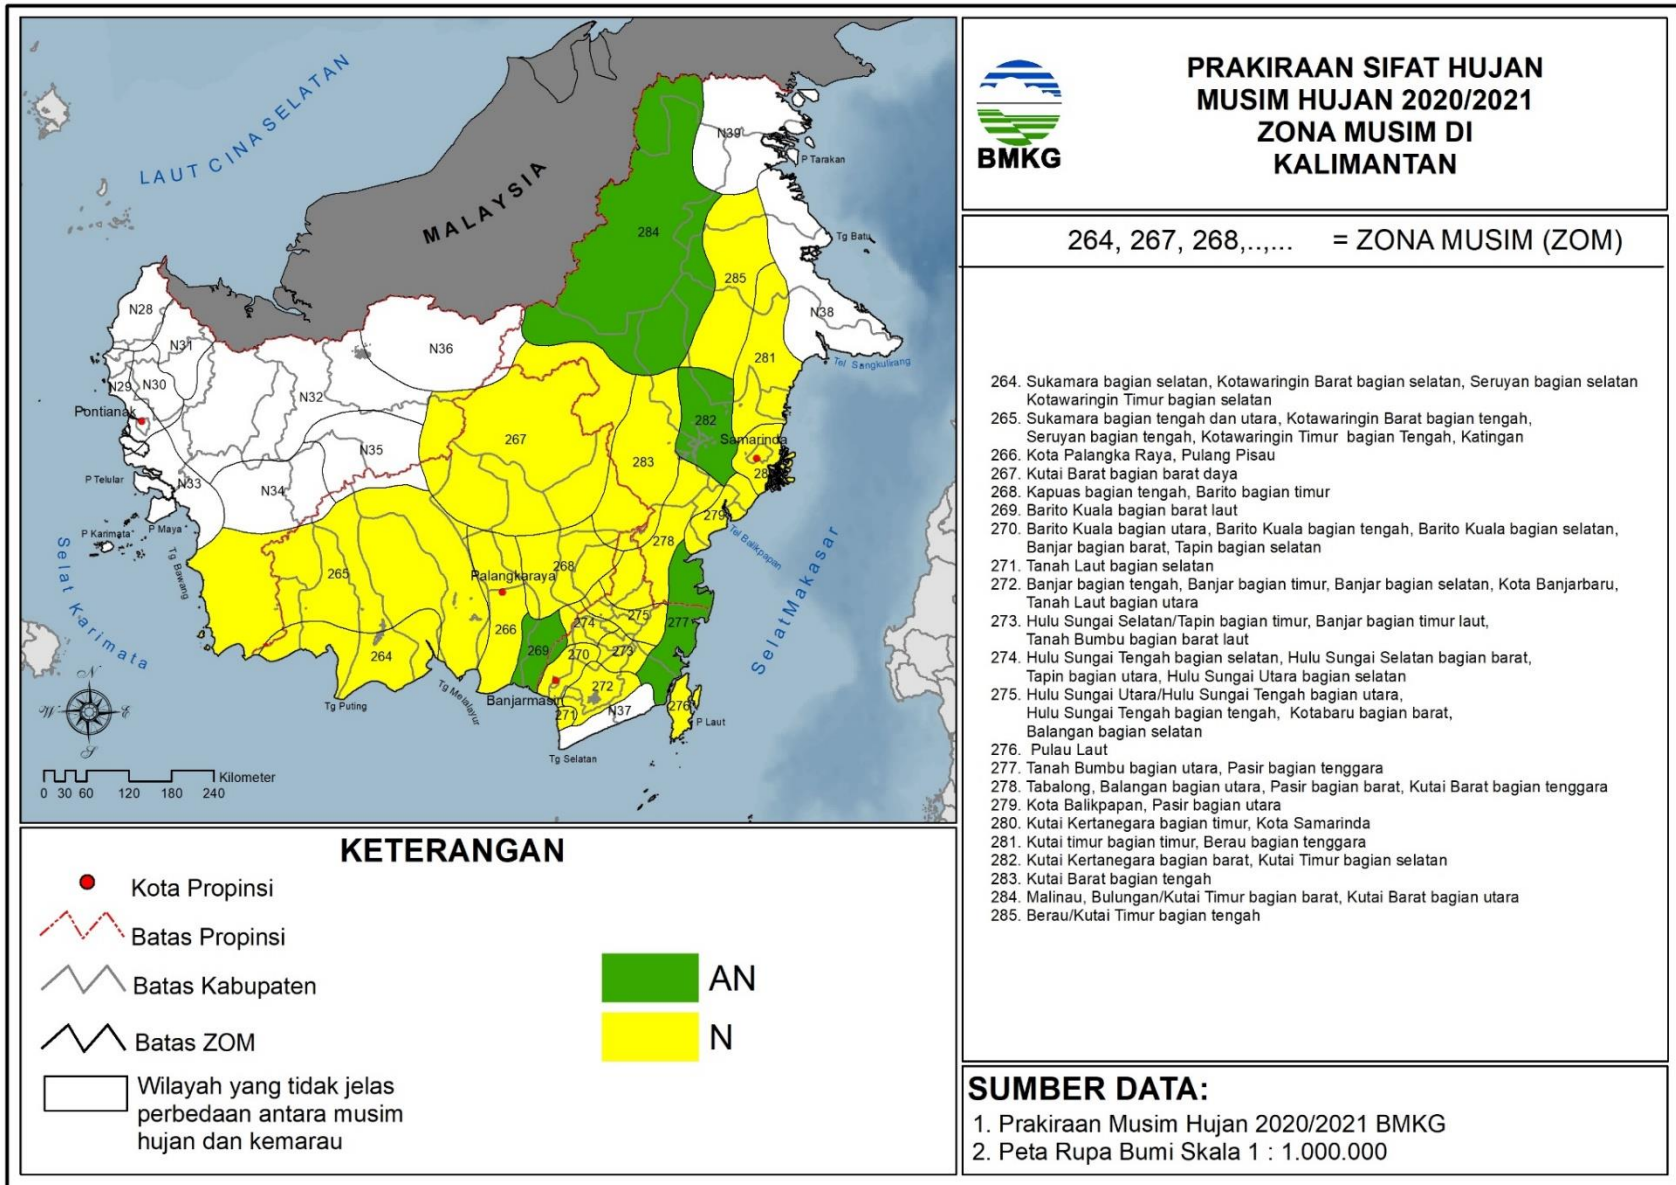 LAUT CINA SELATAN
MALAYSIA
N39
P Tarakan
284
Tg Batu
285
N38
Tel. Sangkulirang
281
N28
N31
N36
N29
N30
N32
Pontianak
267
282
Samarinda
N35
283
28
P Telular
N33
N34
279
Tel Balikpapan
P Karimata
P Maya
Selat Karimata
Tg Bawang
278
Selat Makasar
265
268
Palangkaraya
266
277
275
274
273
269
270
264
272
Banjarmasin
271
N37
276
P Laut
Tg Puting
Tg Melalayur
Tg Selatan
N
W
E
S
Kilometer
0 30 60 120 180 240
KETERANGAN
Kota Propinsi
Batas Propinsi
Batas Kabupaten
Batas ZOM
Wilayah yang tidak jelas
perbedaan antara musim
hujan dan kemarau
AN
N
BMKG
PRAKIRAAN SIFAT HUJAN
MUSIM HUJAN 2020/2021
ZONA MUSIM DI
KALIMANTAN
264, 267, 268,..,... = ZONA MUSIM (ZOM)
264. Sukamara bagian selatan, Kotawaringin Barat bagian selatan, Seruyan bagian selatan
Kotawaringin Timur bagian selatan
265. Sukamara bagian tengah dan utara, Kotawaringin Barat bagian tengah,
Seruyan bagian tengah, Kotawaringin Timur bagian Tengah, Katingan
266. Kota Palangka Raya, Pulang Pisau
267. Kutai Barat bagian barat daya
268. Kapuas bagian tengah, Barito bagian timur
269. Barito Kuala bagian barat laut
270. Barito Kuala bagian utara, Barito Kuala bagian tengah, Barito Kuala bagian selatan,
Banjar bagian barat, Tapin bagian selatan
271. Tanah Laut bagian selatan
272. Banjar bagian tengah, Banjar bagian timur, Banjar bagian selatan, Kota Banjarbaru,
Tanah Laut bagian utara
273. Hulu Sungai Selatan/Tapin bagian timur, Banjar bagian timur laut,
Tanah Bumbu bagian barat laut
274. Hulu Sungai Tengah bagian selatan, Hulu Sungai Selatan bagian barat,
Tapin bagian utara, Hulu Sungai Utara bagian selatan
275. Hulu Sungai Utara/Hulu Sungai Tengah bagian utara,
Hulu Sungai Tengah bagian tengah, Kotabaru bagian barat,
Balangan bagian selatan
276. Pulau Laut
277. Tanah Bumbu bagian utara, Pasir bagian tenggara
278. Tabalong, Balangan bagian utara, Pasir bagian barat, Kutai Barat bagian tenggara
279. Kota Balikpapan, Pasir bagian utara
280. Kutai Kertanegara bagian timur, Kota Samarinda
281. Kutai timur bagian timur, Berau bagian tenggara
282. Kutai Kertanegara bagian barat, Kutai Timur bagian selatan
283. Kutai Barat bagian tengah
284. Malinau, Bulungan/Kutai Timur bagian barat, Kutai Barat bagian utara
285. Berau/Kutai Timur bagian tengah
SUMBER DATA:
1. Prakiraan Musim Hujan 2020/2021 BMKG
2. Peta Rupa Bumi Skala 1 : 1.000.000